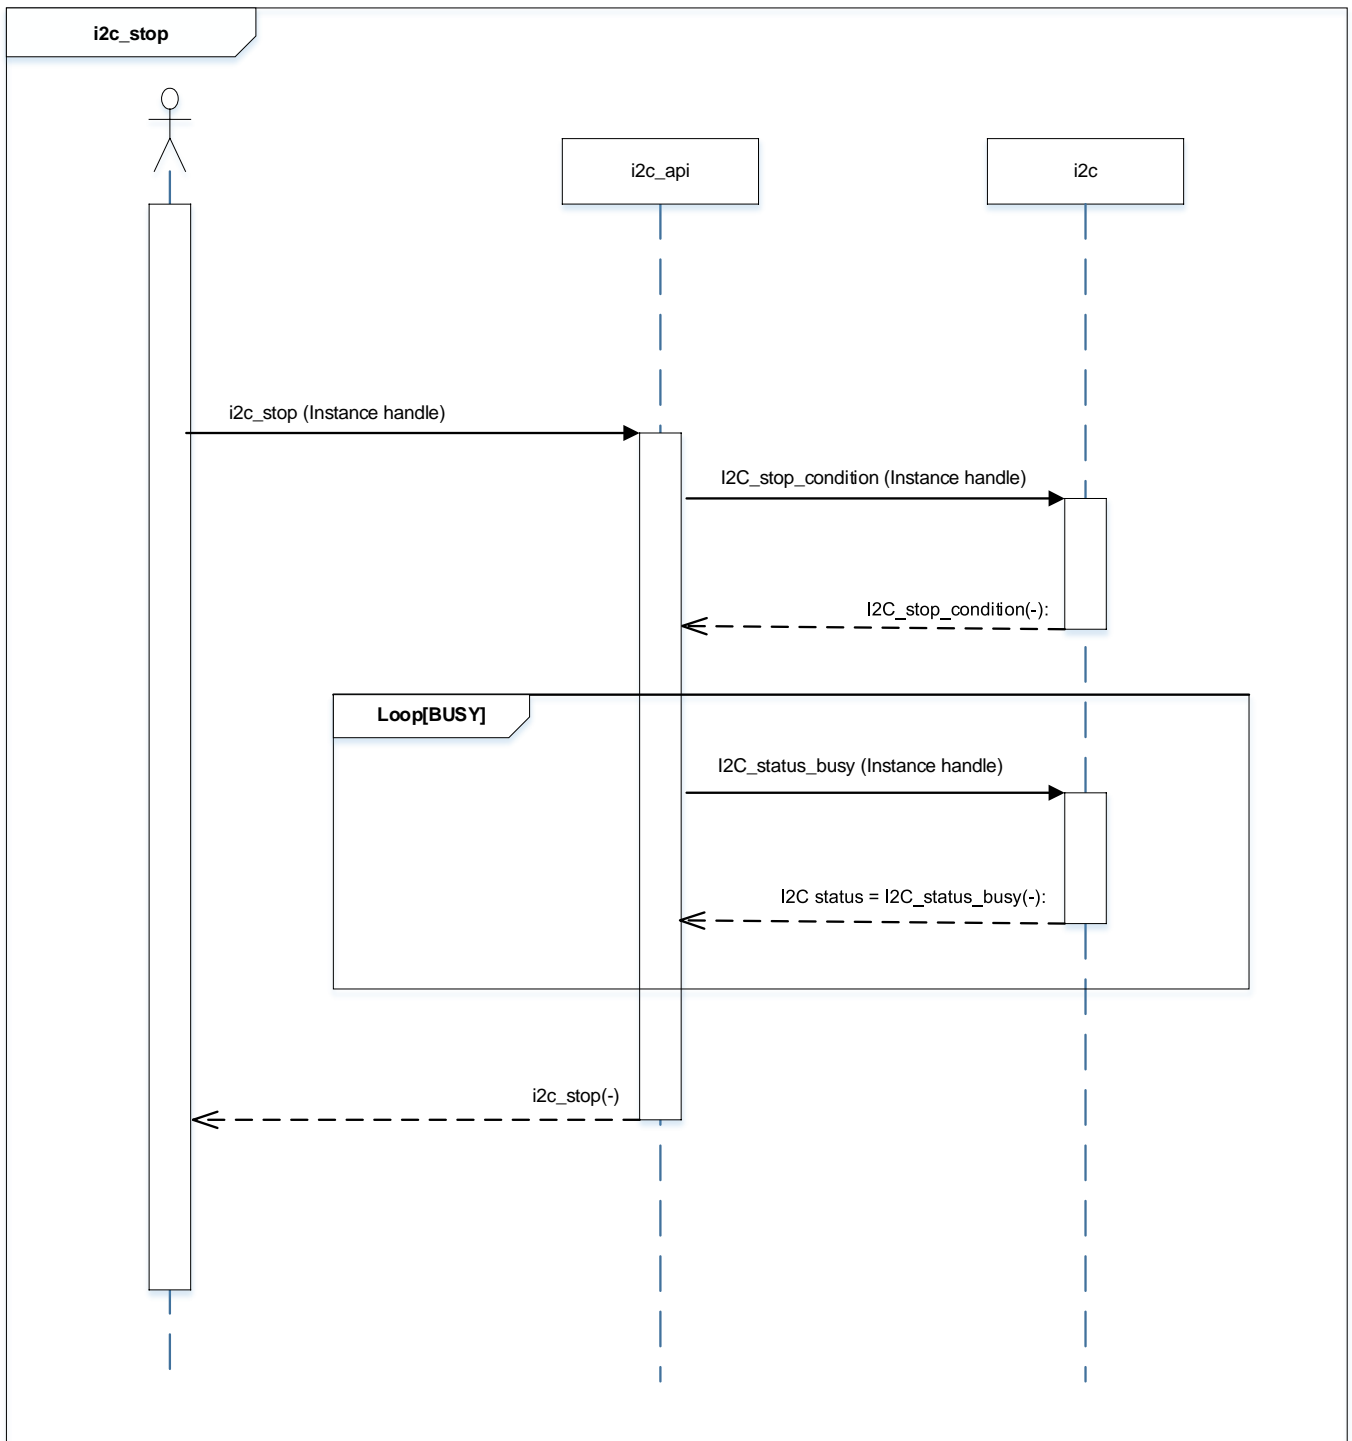 i2c_stop
i2c_api
i2c
i2c_stop (Instance handle)
I2C_stop_condition (Instance handle)
I2C_stop_condition(-):
Loop[BUSY]
I2C_status_busy (Instance handle)
I2C status = I2C_status_busy(-):
i2c_stop(-)